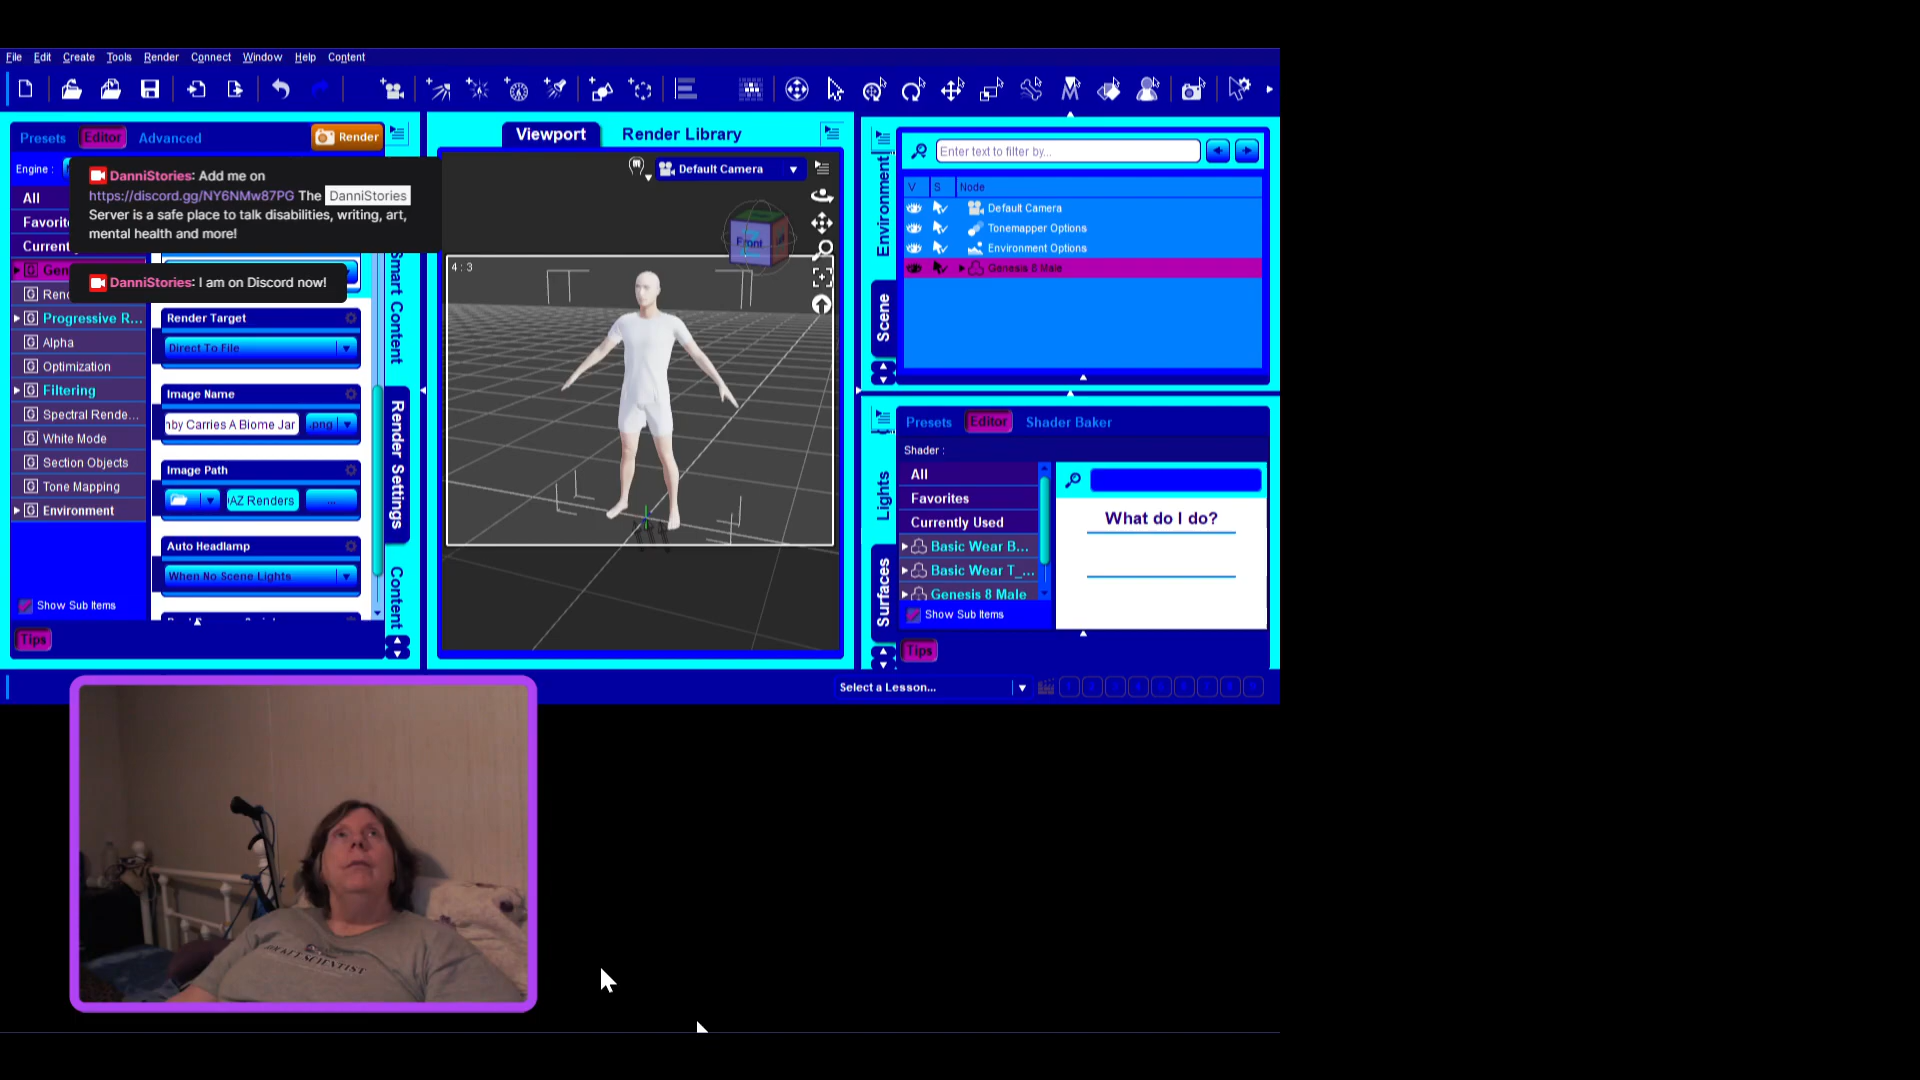 File Edit Create Tools Render Connect Window Help Content
Presets Editor Advanced Render
Engine :
DanniStories: Add me on
https://discord.gg/NY6NMw87PG The DanniStories
Server is a safe place to talk disabilities, writing, art,
mental health and more!
DanniStories: I am on Discord now!
All
Favorit
Current
Gen
Ren
Progressive R...
Alpha
Optimization
Filtering
Spectral Rende...
White Mode
Section Objects
Tone Mapping
Environment
Show Sub Items
Tips
Render Target
Direct To File
Image Name
nby Carries A Biome Jar .png
Image Path
AZ Renders ...
Auto Headlamp
When No Scene Lights
Smart Content
Render Settings
Content
Viewport Render Library
Default Camera
Front
4 : 3
Environment
Scene
Enter text to filter by...
V S Node
Default Camera
Tonemapper Options
Environment Options
Genesis 8 Male
Lights
Surfaces
Presets Editor Shader Baker
Shader :
All
Favorites
Currently Used
Basic Wear B...
Basic Wear T_...
Genesis 8 Male
Show Sub Items
What do I do?
Tips
Select a Lesson...